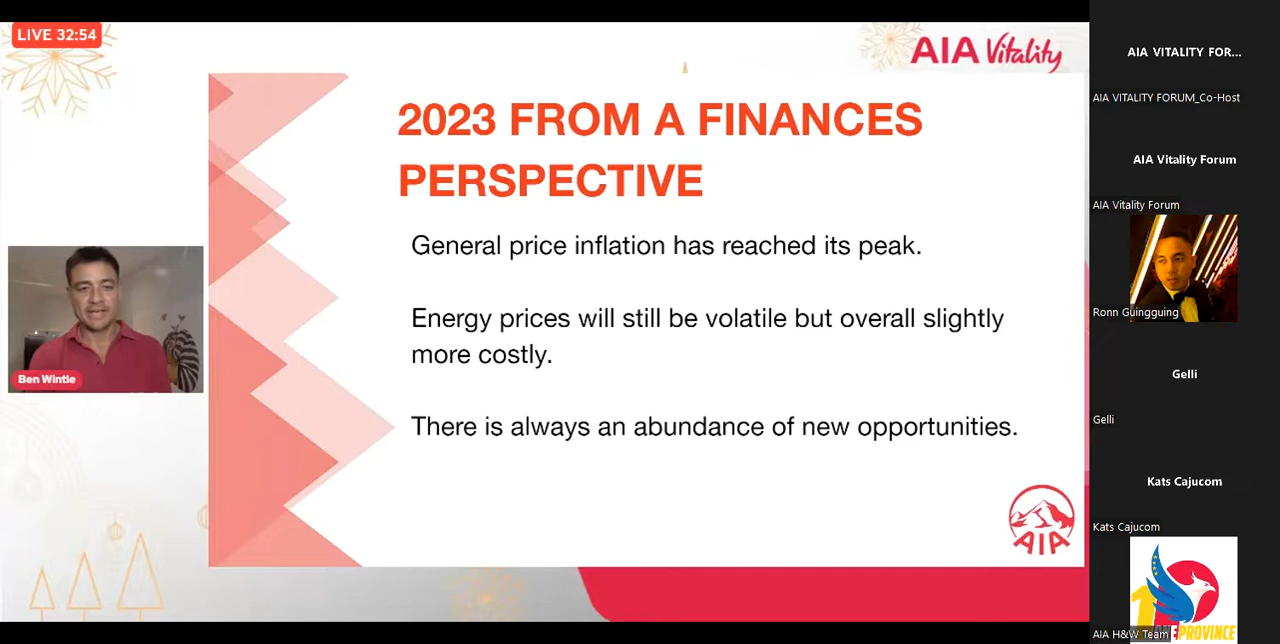 LIVE 32:54
AIA Vitality
2023 FROM A FINANCES
PERSPECTIVE
General price inflation has reached its peak.
Energy prices will still be volatile but overall slightly
more costly.
There is always an abundance of new opportunities.
Ben Wintle
AIA
AIA VITALITY FOR...
AIA VITALITY FORUM_Co-Host
AIA Vitality Forum
AIA Vitality Forum
Ronn Guingguing
Gelli
Gelli
Kats Cajucom
Kats Cajucom
AIA H&W Team
PROVINCE